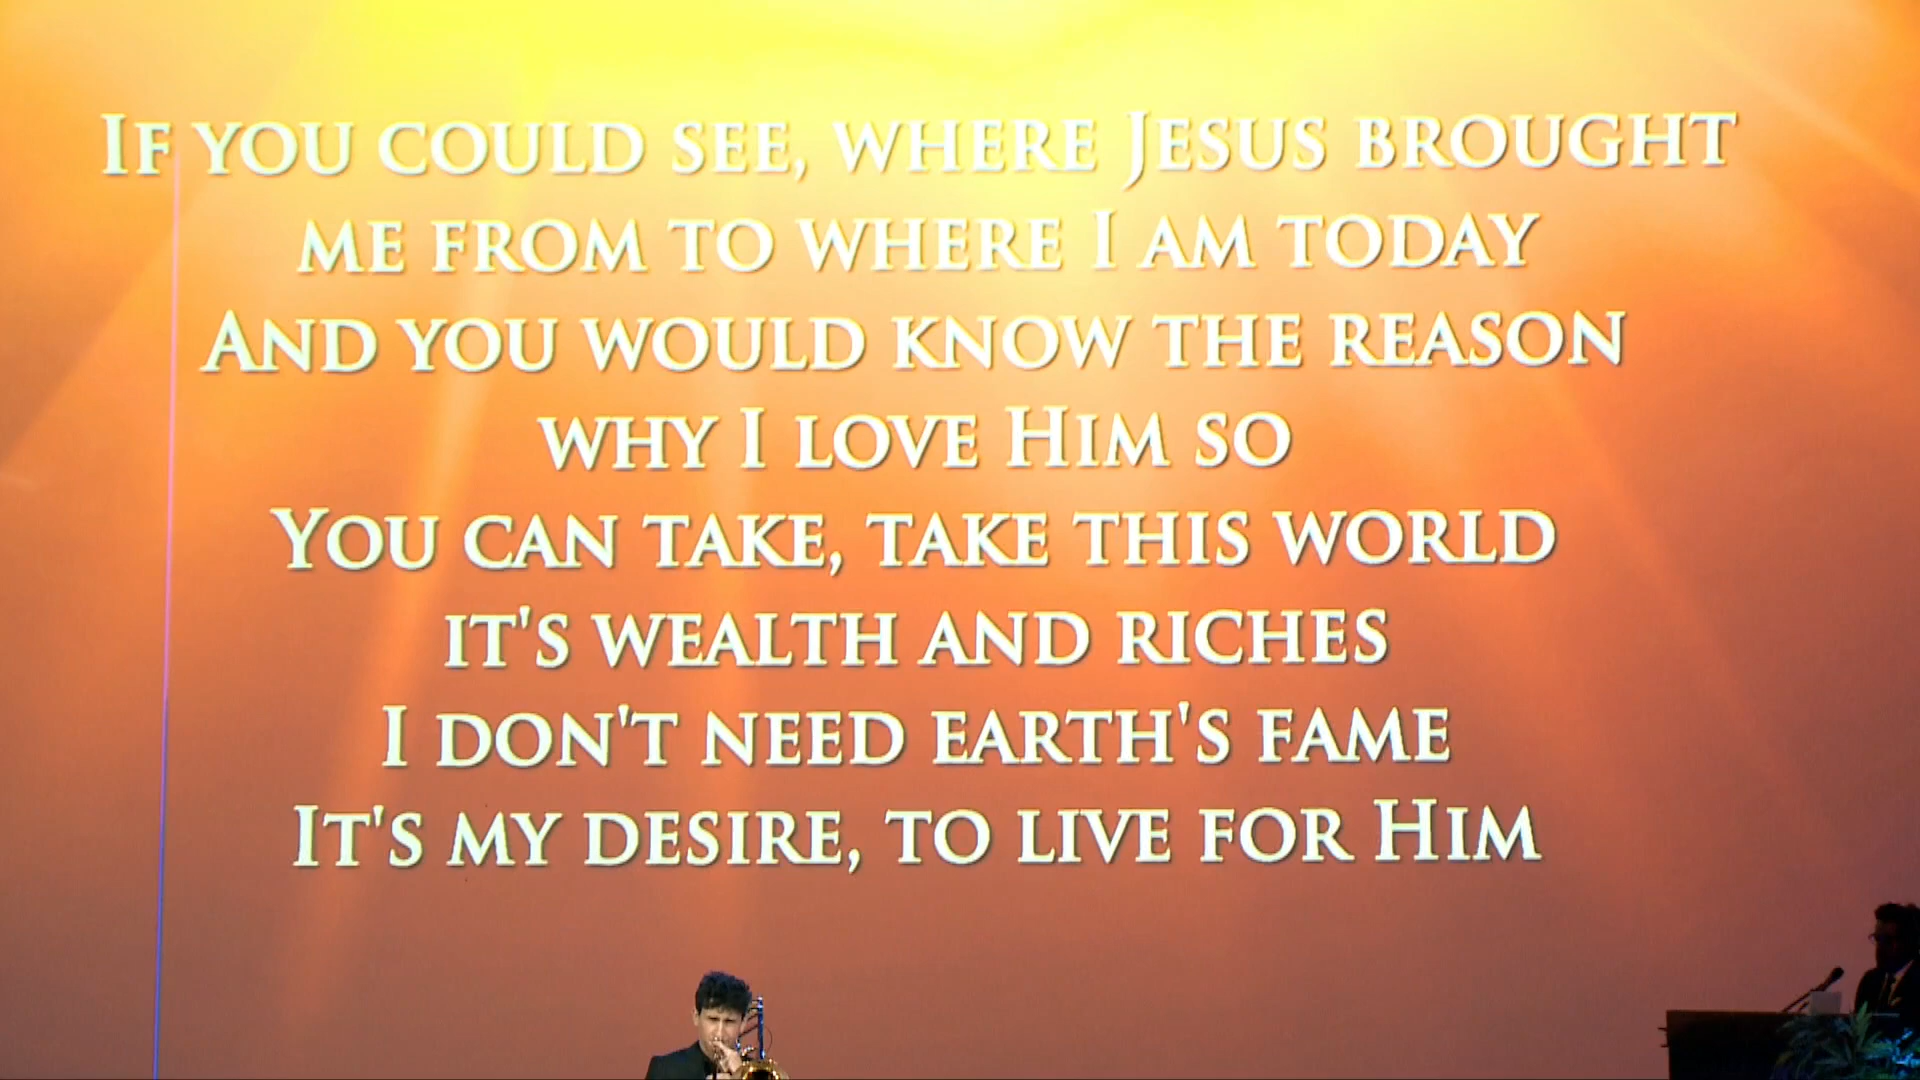 If you could see, where Jesus brought
me from to where I am today
And you would know the reason
why I love Him so
You can take, take this world
it's wealth and riches
I don't need earth's fame
It's my desire, to live for Him